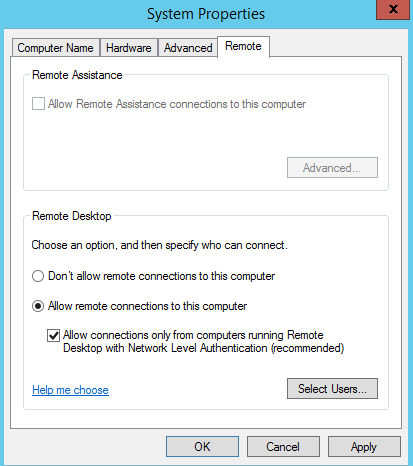 System Properties
x
Computer Name
Hardware
Advanced
Remote
Remote Assistance
Allow Remote Assistance connections to this computer
Advanced...
Remote Desktop
Choose an option, and then specify who can connect.
Don't allow remote connections to this computer
Allow remote connections to this computer
Allow connections only from computers running Remote
Desktop with Network Level Authentication (recommended)
Help me choose
Select Users...
OK
Cancel
Apply